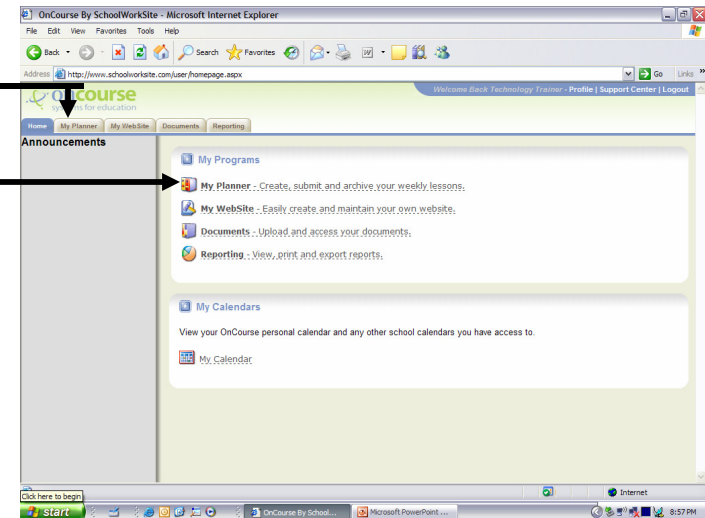 OnCourse By SchoolWorkSite - Microsoft Internet Explorer
File Edit View Favorites Tools Help
Back Search Favorites
Address http://www.schoolworksite.com/user/homepage.aspx Go Links »
oncourse
systems for education
Welcome Back Technology Trainer - Profile | Support Center | Logout
Home My Planner My WebSite Documents Reporting
Announcements
My Programs
My Planner - Create, submit and archive your weekly lessons.
My WebSite - Easily create and maintain your own website.
Documents - Upload and access your documents.
Reporting - View, print and export reports.
My Calendars
View your OnCourse personal calendar and any other school calendars you have access to.
My Calendar
Click here to begin
Internet
start OnCourse By School... Microsoft PowerPoint ... 8:57 PM